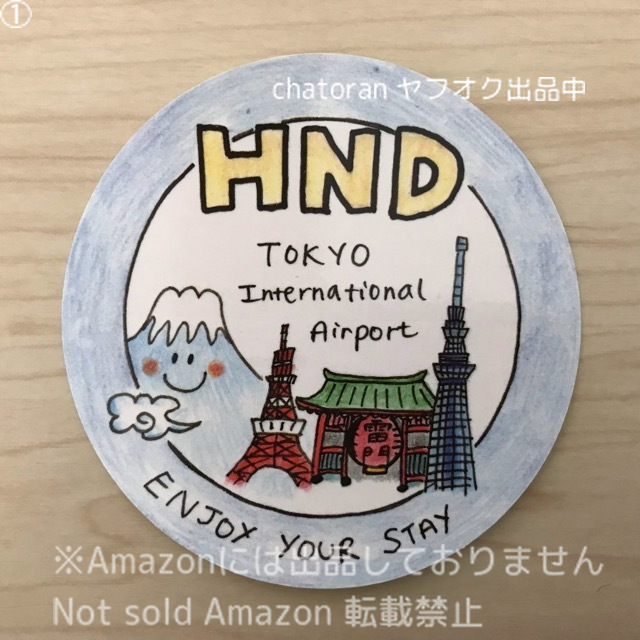 ①
chatoran ヤフオク出品中
HND
TOKYO
International
Airport
雷門
ENJOY YOUR STAY
※Amazonには出品しておりません
Not sold Amazon 転載禁止